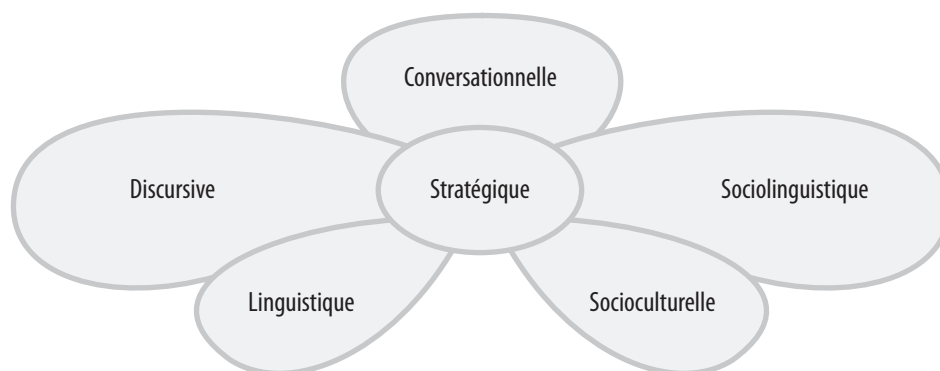 Conversationnelle
Discursive
Stratégique
Sociolinguistique
Linguistique
Socioculturelle